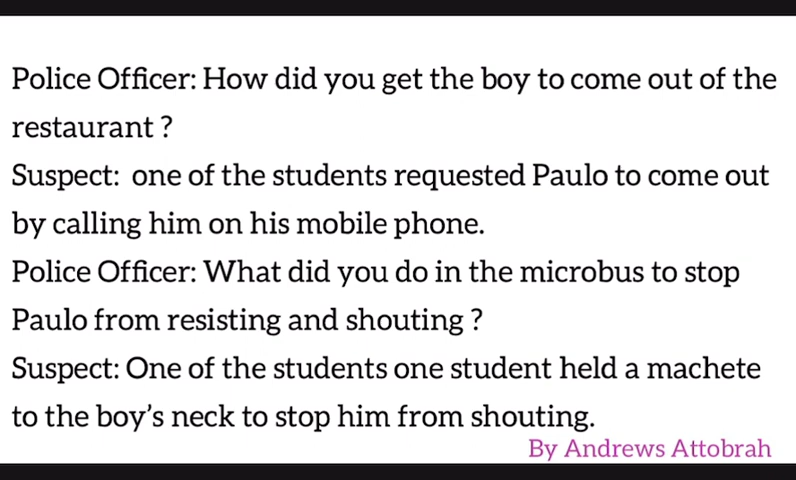 Police Officer: How did you get the boy to come out of the
restaurant ?
Suspect:  one of the students requested Paulo to come out
by calling him on his mobile phone.
Police Officer: What did you do in the microbus to stop
Paulo from resisting and shouting ?
Suspect: One of the students one student held a machete
to the boy’s neck to stop him from shouting.
By Andrews Attobrah